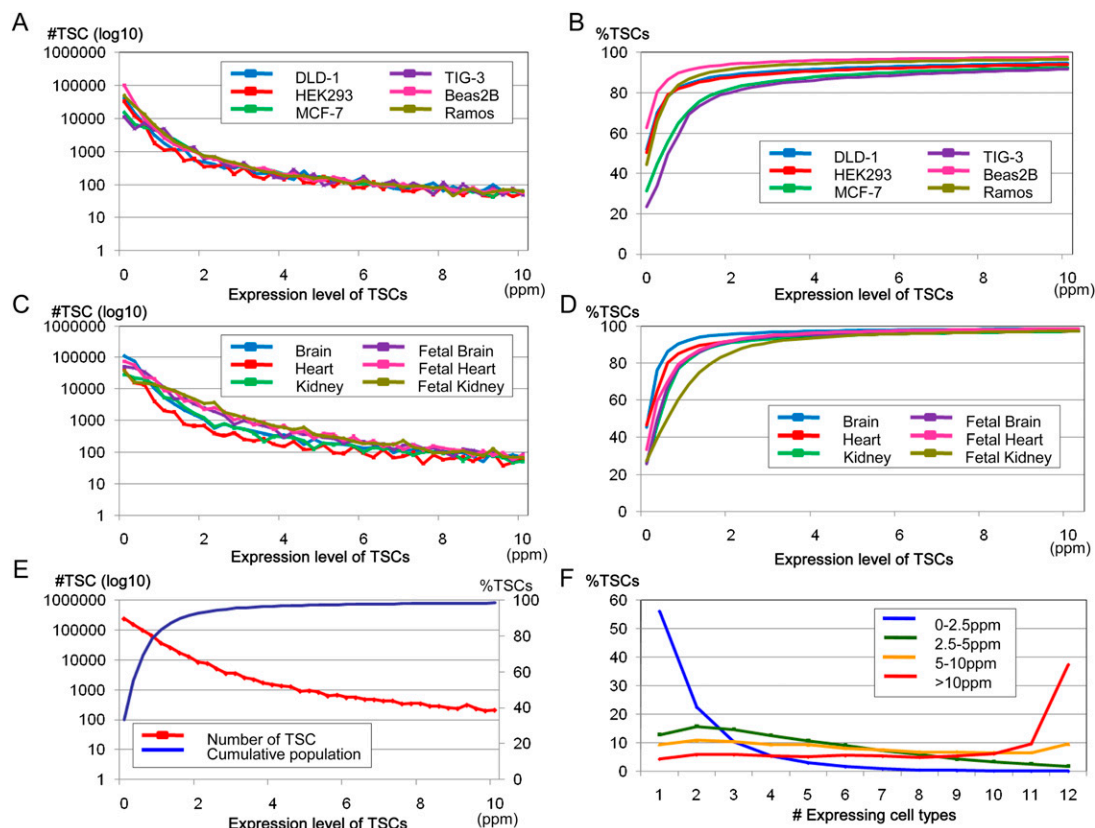 A
#TSC (log10)
1000000
100000
10000
1000
100
10
1
DLD-1
HEK293
MCF-7
TIG-3
Beas2B
Ramos
0 2 4 6 8 10
Expression level of TSCs
(ppm)
B
%TSCs
100
80
60
40
20
0
DLD-1
HEK293
MCF-7
TIG-3
Beas2B
Ramos
0 2 4 6 8 10
Expression level of TSCs
(ppm)
C
#TSC (log10)
1000000
100000
10000
1000
100
10
1
Brain
Heart
Kidney
Fetal Brain
Fetal Heart
Fetal Kidney
0 2 4 6 8 10
Expression level of TSCs
(ppm)
D
%TSCs
100
80
60
40
20
0
Brain
Heart
Kidney
Fetal Brain
Fetal Heart
Fetal Kidney
0 2 4 6 8 10
Expression level of TSCs
(ppm)
E
#TSC (log10)
%TSCs
1000000
100000
10000
1000
100
10
1
100
80
60
40
20
0
Number of TSC
Cumulative population
0 2 4 6 8 10
Expression level of TSCs
(ppm)
F
%TSCs
60
50
40
30
20
10
0
0-2.5ppm
2.5-5ppm
5-10ppm
>10ppm
1 2 3 4 5 6 7 8 9 10 11 12
# Expressing cell types